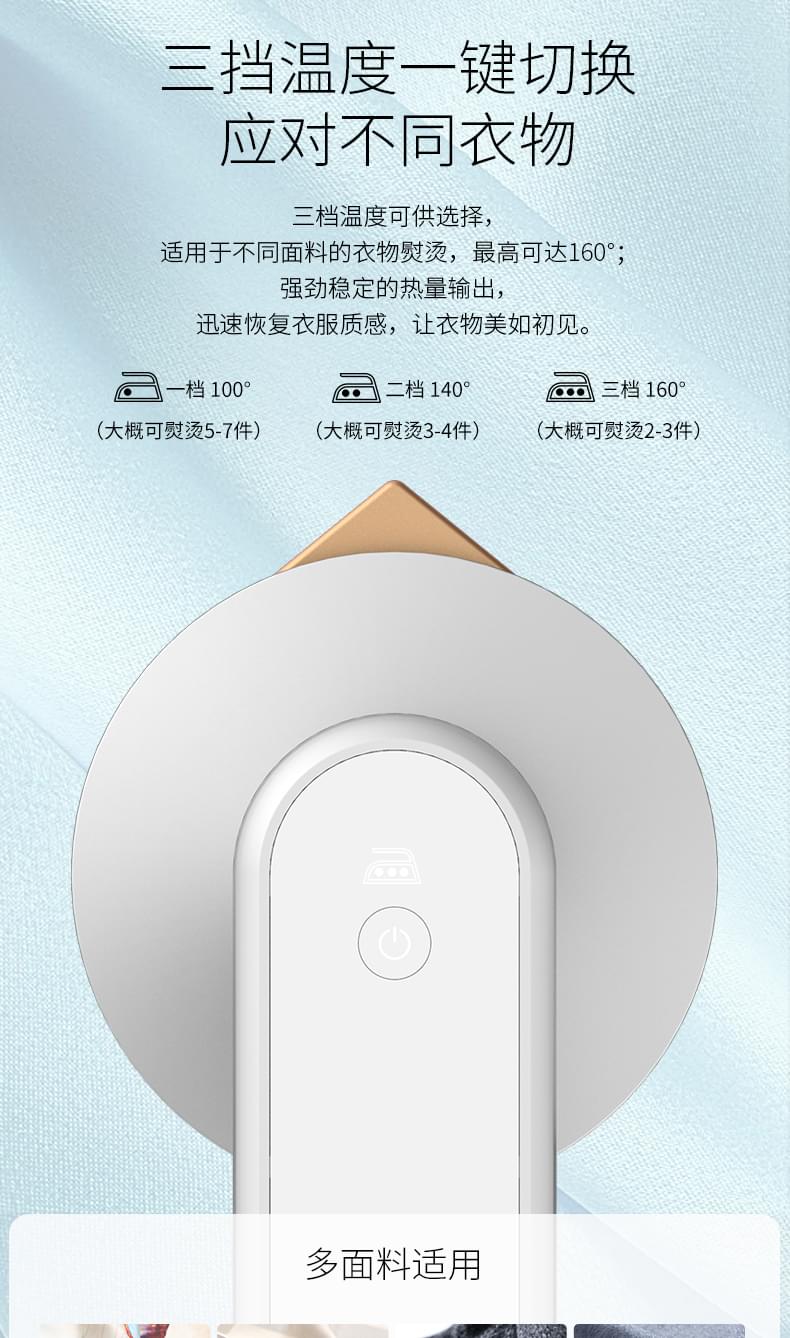 三挡温度一键切换
应对不同衣物
三档温度可供选择，
适用于不同面料的衣物熨烫，最高可达160°；
强劲稳定的热量输出，
迅速恢复衣服质感，让衣物美如初见。
一档 100° 二档 140° 三档 160°
（大概可熨烫5-7件） （大概可熨烫3-4件） （大概可熨烫2-3件）
多面料适用